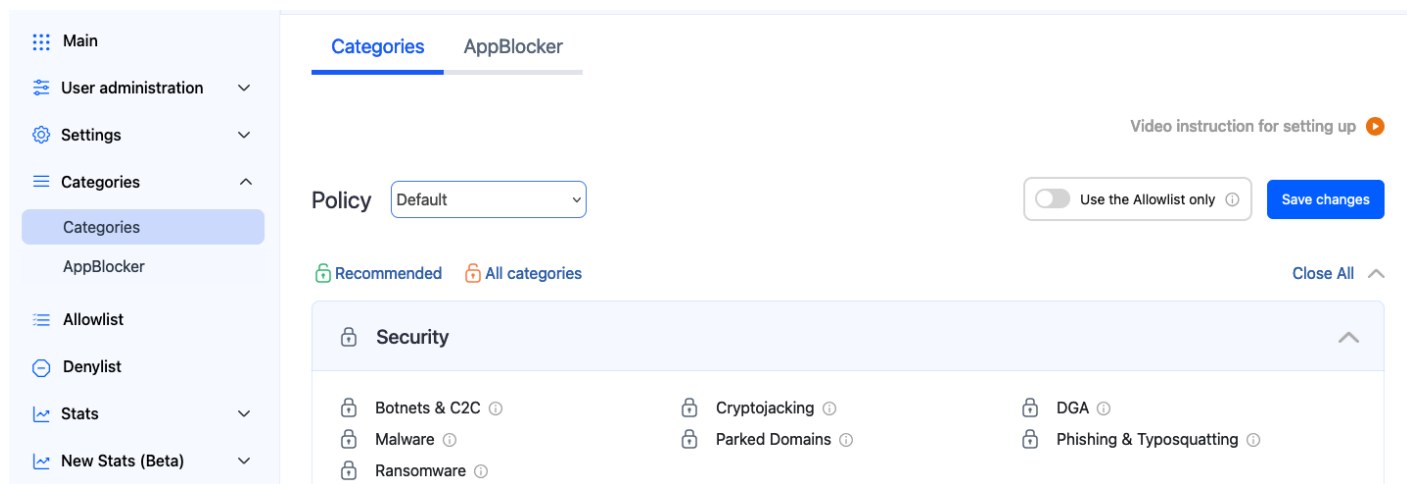 Main
User administration
Settings
Categories
Categories
AppBlocker
Allowlist
Denylist
Stats
New Stats (Beta)
Categories AppBlocker
Video instruction for setting up
Policy Default Use the Allowlist only Save changes
Recommended All categories Close All
Security
Botnets & C2C Cryptojacking DGA
Malware Parked Domains Phishing & Typosquatting
Ransomware